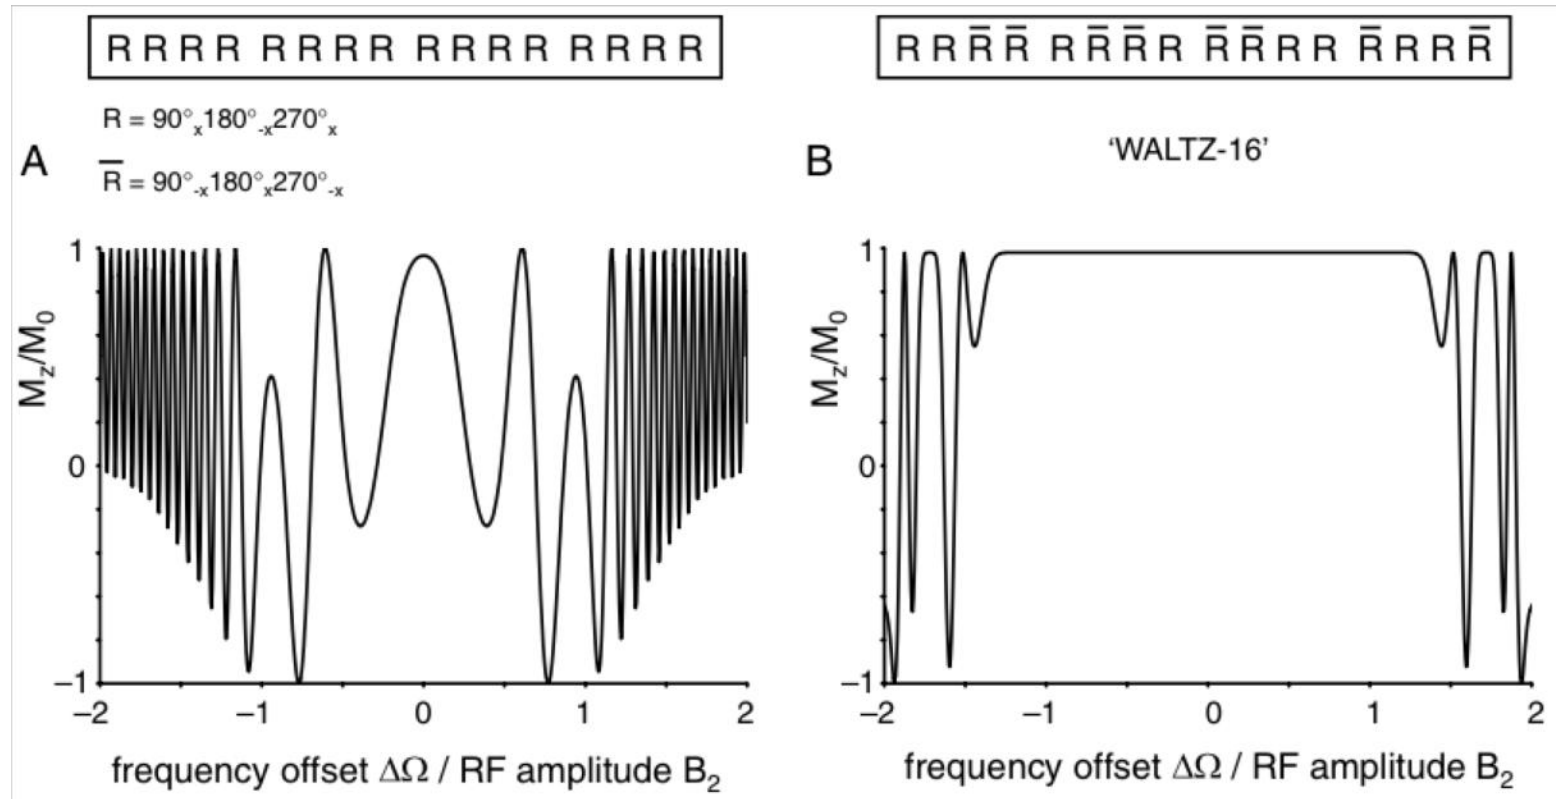 R R R R R R R R R R R R R R R R
R = 90°x180°-x270°x
A
R̅ = 90°-x180°x270°-x
1
0
–1
Mz/M0
–2 –1 0 1 2
frequency offset ΔΩ / RF amplitude B2
R R R̅ R̅ R R̅ R̅ R R̅ R̅ R R R̅ R R R̅
B
‘WALTZ-16’
1
0
–1
Mz/M0
–2 –1 0 1 2
frequency offset ΔΩ / RF amplitude B2